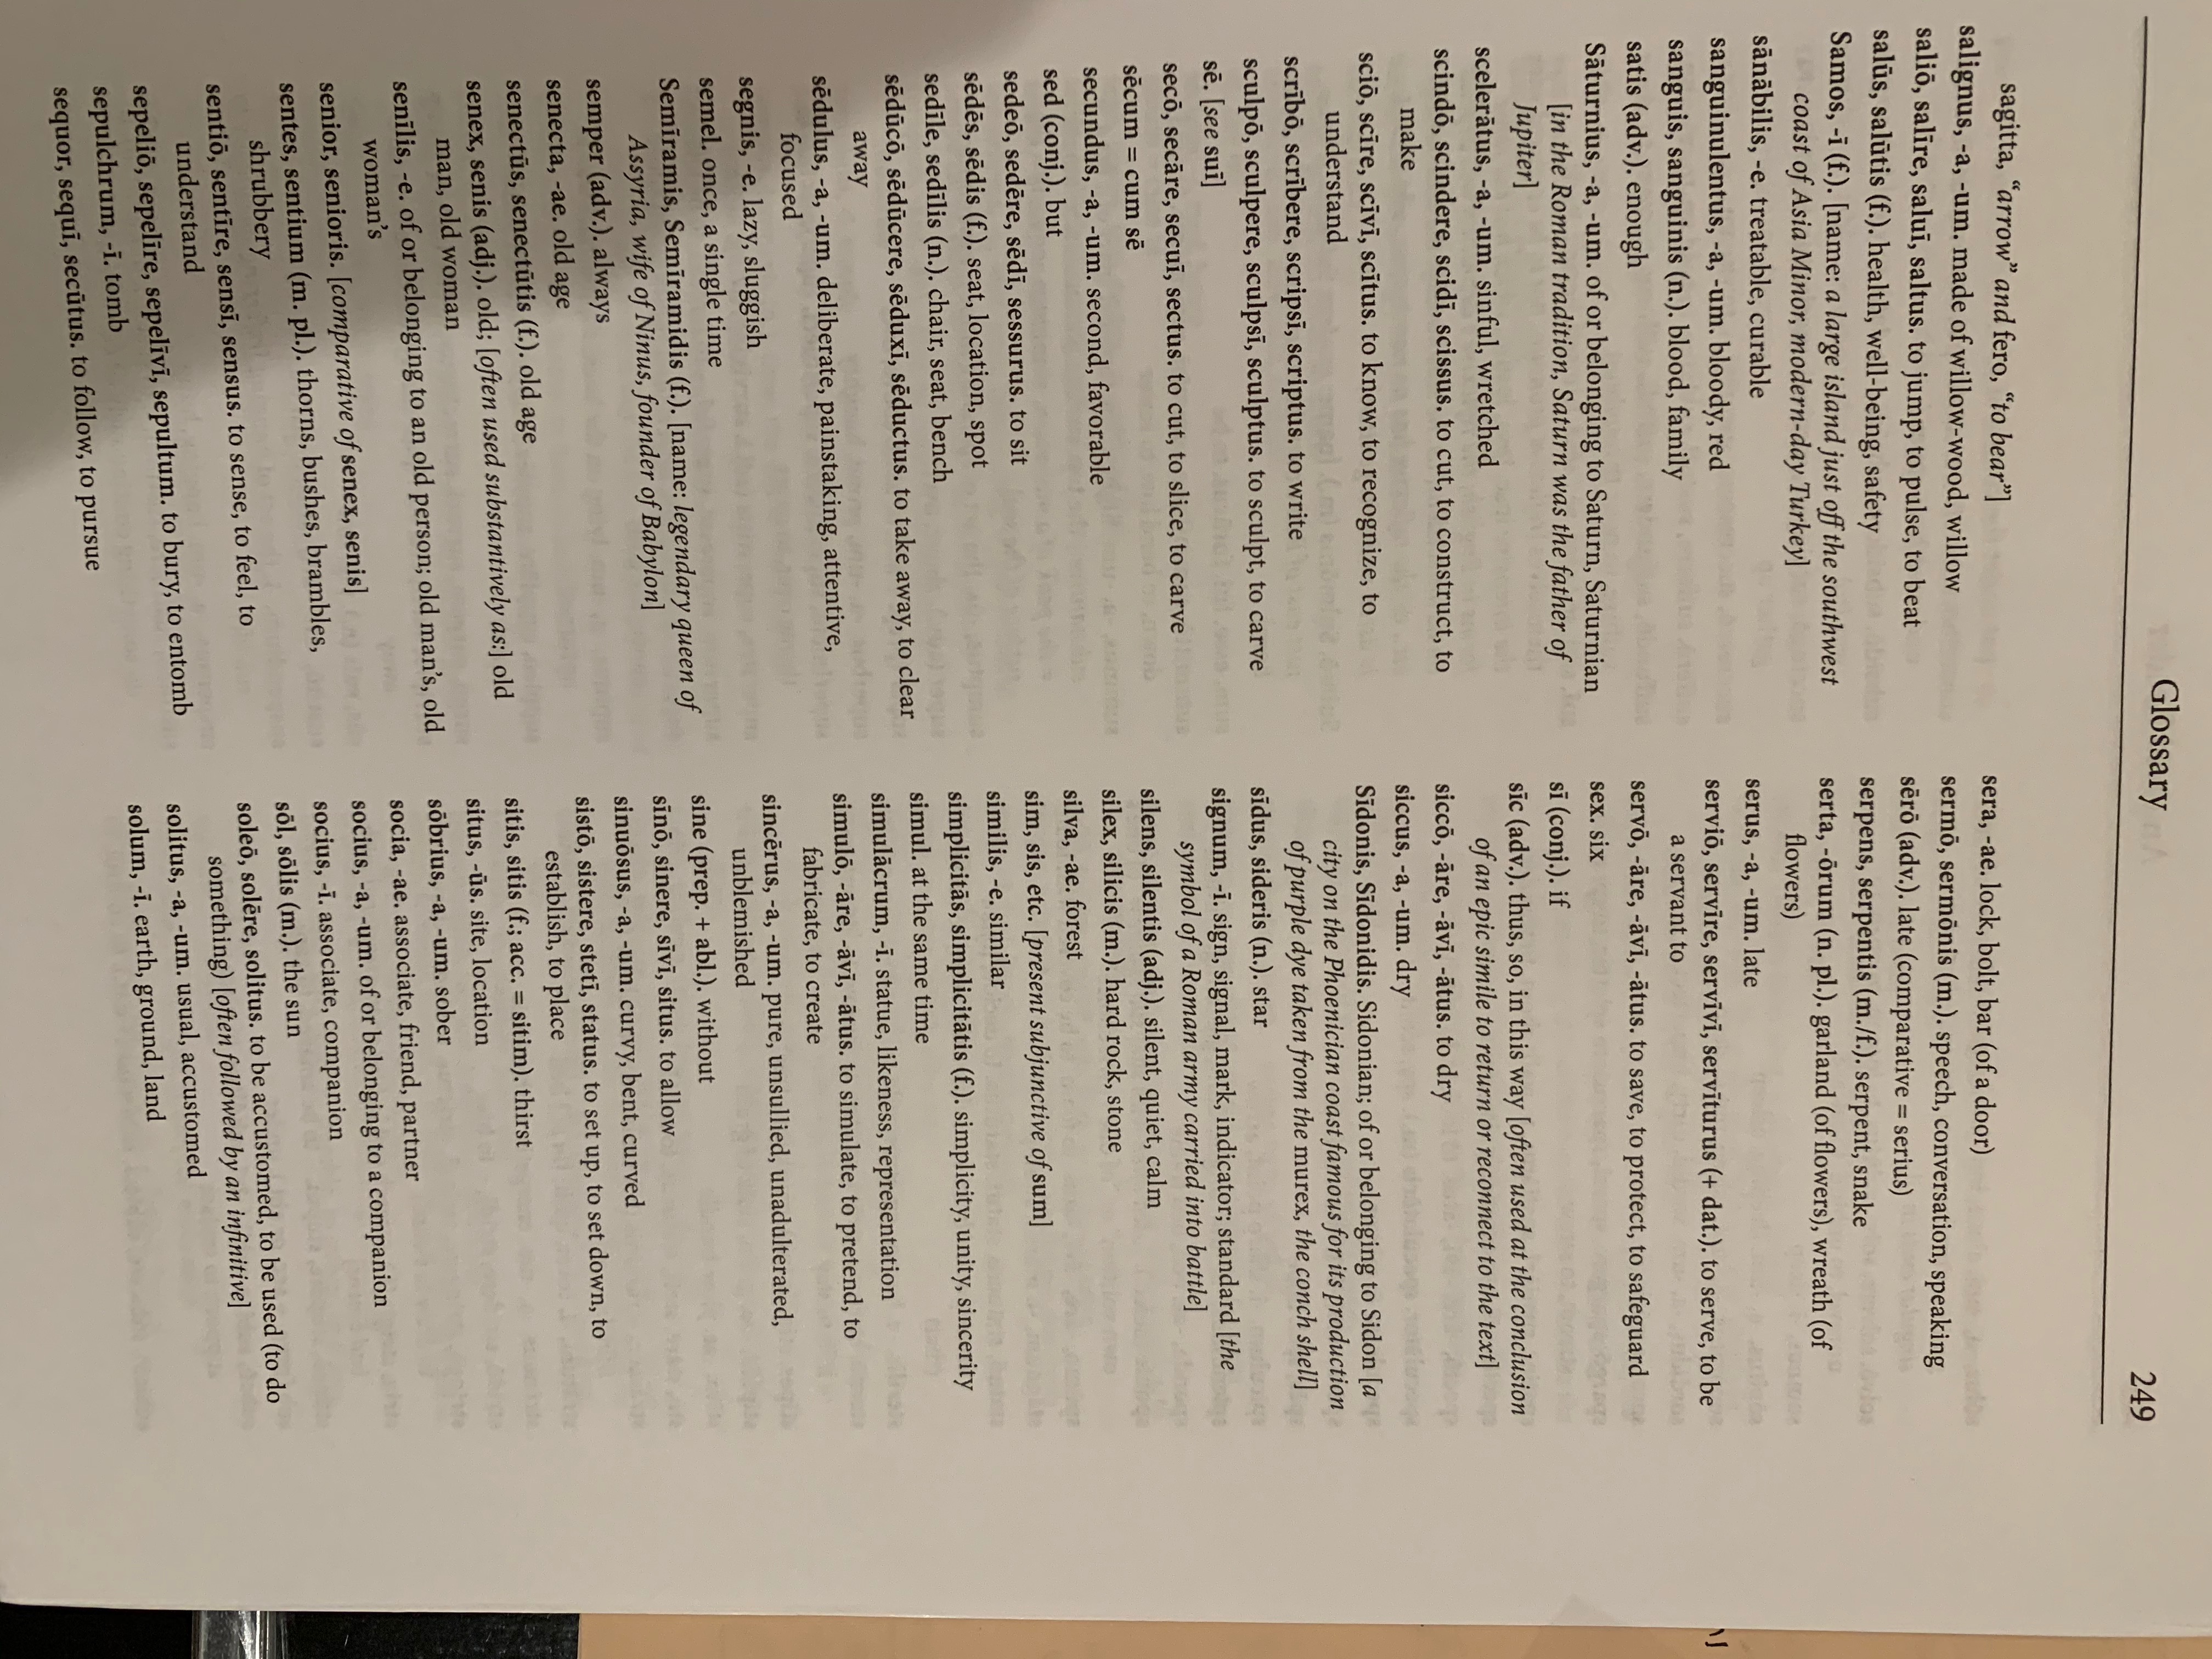 Glossary 249
sagitta, “arrow” and fero, “to bear”]
salignus, -a, -um. made of willow-wood, willow
saliō, salīre, saluī, saltus. to jump, to pulse, to beat
salūs, salūtis (f.). health, well-being, safety
Samos, -ī (f.). [name: a large island just off the southwest
coast of Asia Minor, modern-day Turkey]
sānābilis, -e. treatable, curable
sanguinulentus, -a, -um. bloody, red
sanguis, sanguinis (n.). blood, family
satis (adv.). enough
Sāturnius, -a, -um. of or belonging to Saturn, Saturnian
[in the Roman tradition, Saturn was the father of
Jupiter]
scelerātus, -a, -um. sinful, wretched
scindō, scindere, scidī, scissus. to cut, to construct, to
make
sciō, scīre, scīvī, scītus. to know, to recognize, to
understand
scrībō, scrībere, scripsī, scriptus. to write
sculpō, sculpere, sculpsī, sculptus. to sculpt, to carve
sē. [see suī]
secō, secāre, secuī, sectus. to cut, to slice, to carve
sēcum = cum sē
secundus, -a, -um. second, favorable
sed (conj.). but
sedeō, sedēre, sēdī, sessurus. to sit
sēdēs, sēdis (f.). seat, location, spot
sedīle, sedīlis (n.). chair, seat, bench
sēdūcō, sēdūcere, sēduxī, sēductus. to take away, to clear
away
sēdulus, -a, -um. deliberate, painstaking, attentive,
focused
segnis, -e. lazy, sluggish
semel. once, a single time
Semīramis, Semīramidis (f.). [name: legendary queen of
Assyria, wife of Ninus, founder of Babylon]
semper (adv.). always
senecta, -ae. old age
senectūs, senectūtis (f.). old age
senex, senis (adj.). old; [often used substantively as:] old
man, old woman
senīlis, -e. of or belonging to an old person; old man’s, old
woman’s
senior, senioris. [comparative of senex, senis]
sentes, sentium (m. pl.). thorns, bushes, brambles,
shrubbery
sentiō, sentīre, sensī, sensus. to sense, to feel, to
understand
sepeliō, sepelīre, sepelīvī, sepultum. to bury, to entomb
sepulchrum, -ī. tomb
sequor, sequī, secūtus. to follow, to pursue
sera, -ae. lock, bolt, bar (of a door)
sermō, sermōnis (m.). speech, conversation, speaking
sērō (adv.). late (comparative = serius)
serpens, serpentis (m./f.). serpent, snake
serta, -ōrum (n. pl.). garland (of flowers), wreath (of
flowers)
serus, -a, -um. late
serviō, servīre, servīvī, servīturus (+ dat.). to serve, to be
a servant to
servō, -āre, -āvī, -ātus. to save, to protect, to safeguard
sex. six
sī (conj.). if
sīc (adv.). thus, so, in this way [often used at the conclusion
of an epic simile to return or reconnect to the text]
siccō, -āre, -āvī, -ātus. to dry
siccus, -a, -um. dry
Sīdonis, Sīdonidis. Sidonian; of or belonging to Sidon [a
city on the Phoenician coast famous for its production
of purple dye taken from the murex, the conch shell]
sīdus, sideris (n.). star
signum, -ī. sign, signal, mark, indicator; standard [the
symbol of a Roman army carried into battle]
silens, silentis (adj.). silent, quiet, calm
silex, silicis (m.). hard rock, stone
silva, -ae. forest
sim, sis, etc. [present subjunctive of sum]
similis, -e. similar
simplicitās, simplicitātis (f.). simplicity, unity, sincerity
simul. at the same time
simulācrum, -ī. statue, likeness, representation
simulō, -āre, -āvī, -ātus. to simulate, to pretend, to
fabricate, to create
sincērus, -a, -um. pure, unsullied, unadulterated,
unblemished
sine (prep. + abl.). without
sīnō, sinere, sīvī, situs. to allow
sinuōsus, -a, -um. curvy, bent, curved
sistō, sistere, stetī, status. to set up, to set down, to
establish, to place
sitis, sitis (f.; acc. = sitim). thirst
situs, -ūs. site, location
sōbrius, -a, -um. sober
socia, -ae. associate, friend, partner
socius, -a, -um. of or belonging to a companion
socius, -ī. associate, companion
sōl, sōlis (m.). the sun
soleō, solēre, solitus. to be accustomed, to be used (to do
something) [often followed by an infinitive]
solitus, -a, -um. usual, accustomed
solum, -ī. earth, ground, land